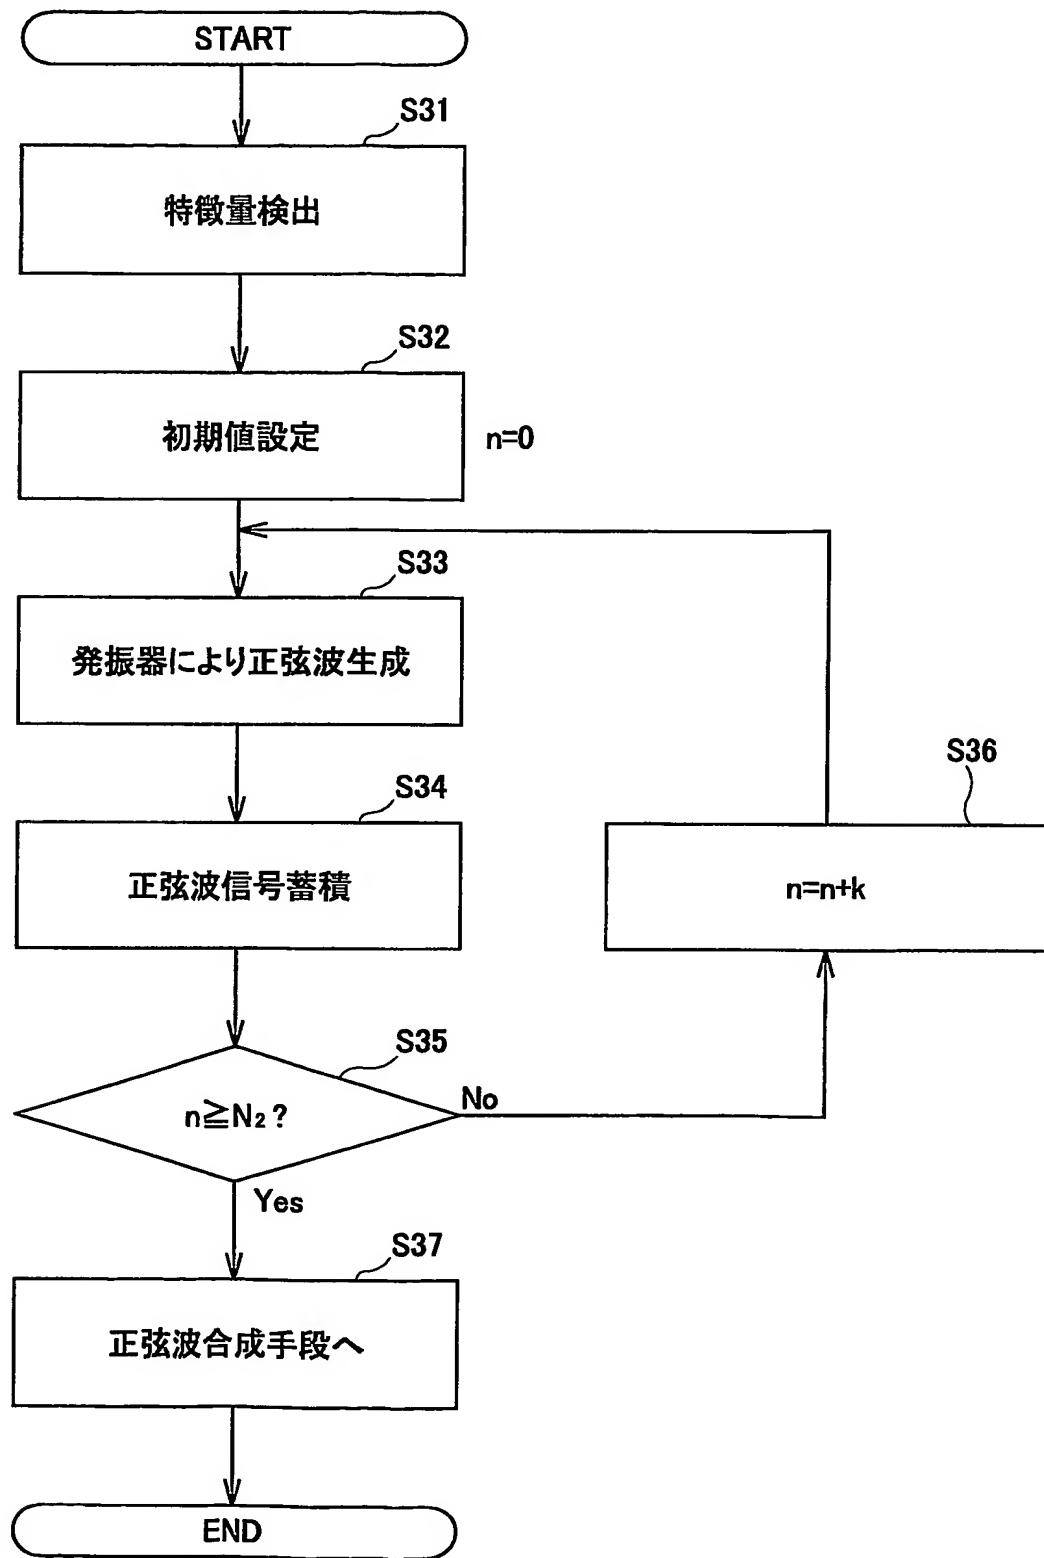 START
S31
特徴量検出
S32
初期値設定
n=0
S33
発振器により正弦波生成
S34
正弦波信号蓄積
S36
n=n+k
S35
n≧N₂?
No
Yes
S37
正弦波合成手段へ
END